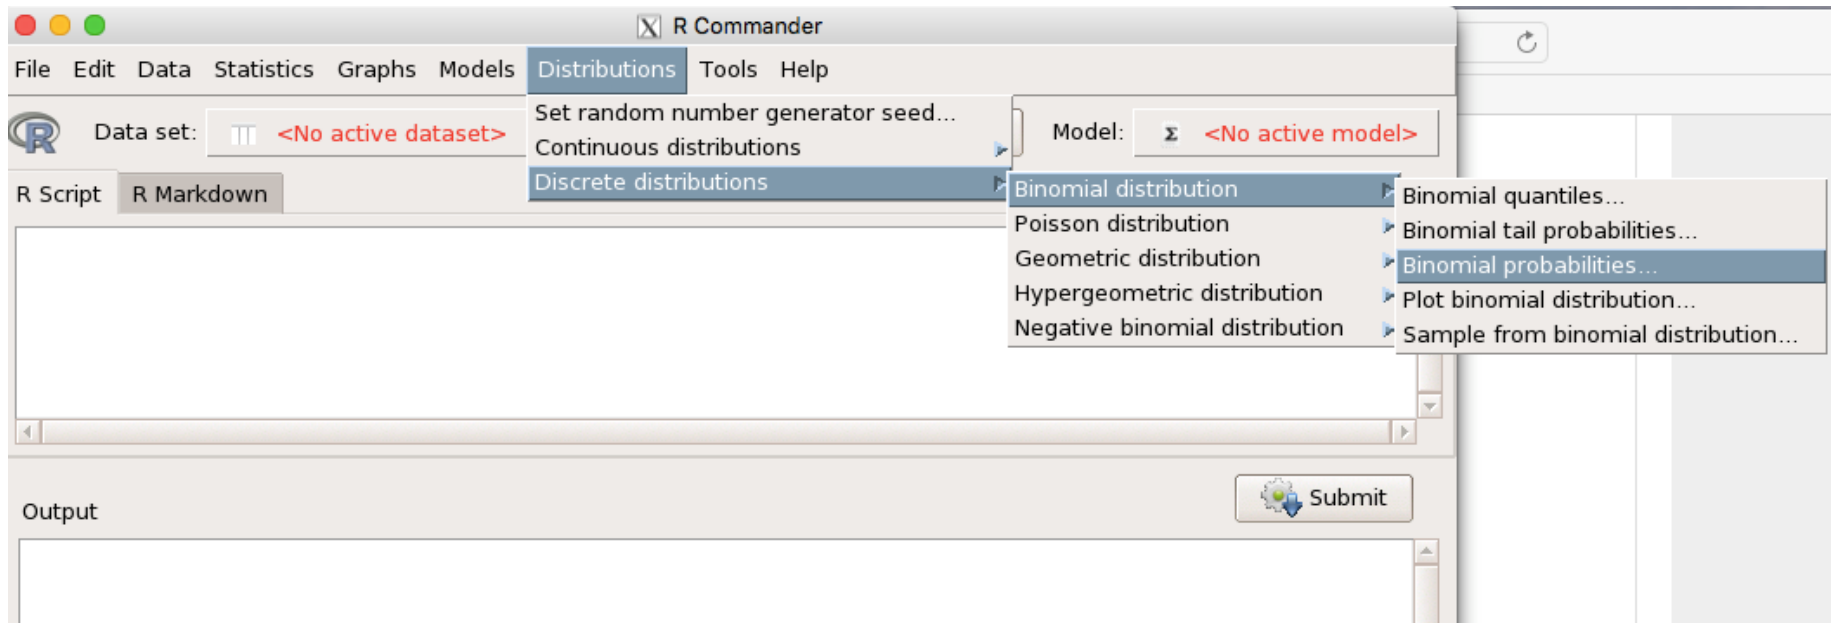 X R Commander
File Edit Data Statistics Graphs Models Distributions Tools Help
R Data set: <No active dataset> Model: Σ <No active model>
Set random number generator seed...
Continuous distributions
Discrete distributions
R Script R Markdown
Binomial distribution
Poisson distribution
Geometric distribution
Hypergeometric distribution
Negative binomial distribution
Binomial quantiles...
Binomial tail probabilities...
Binomial probabilities...
Plot binomial distribution...
Sample from binomial distribution...
Output
Submit